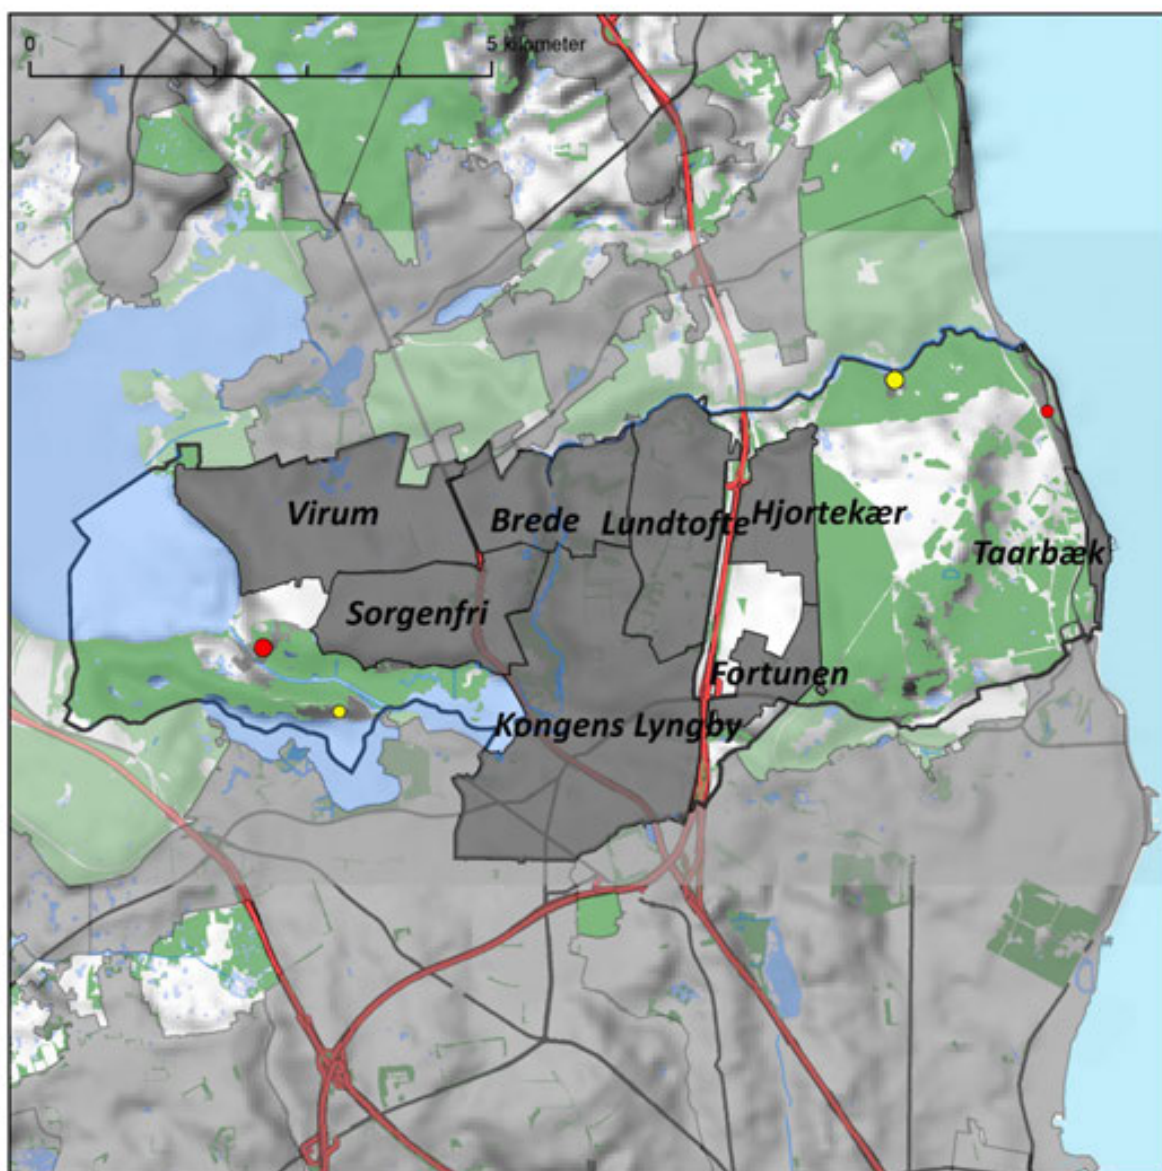 0
5 kilometer
Virum
Brede
Lundtofte
Hjortekær
Taarbæk
Sorgenfri
Fortunen
Kongens Lyngby